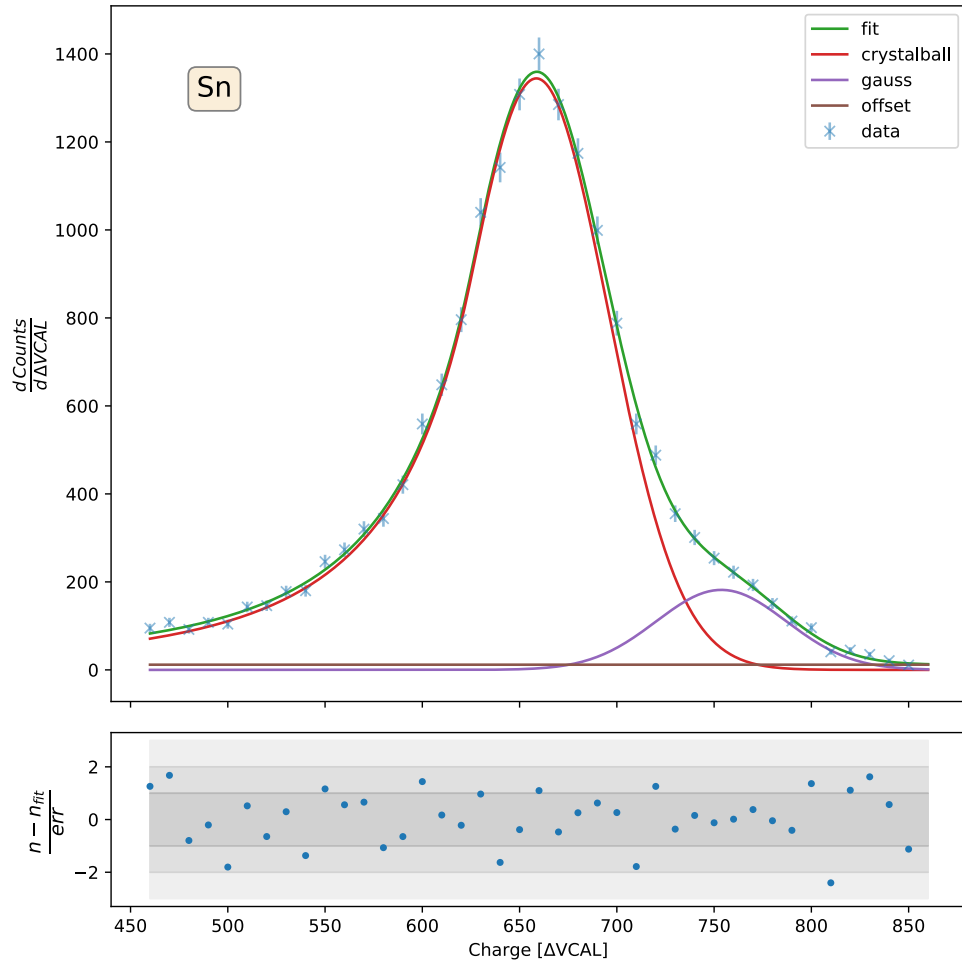 Sn
fit
crystalball
gauss
offset
data
1400
1200
1000
800
600
400
200
0
d Counts
d ΔVCAL
2
0
−2
n − n_fit
err
450 500 550 600 650 700 750 800 850
Charge [ΔVCAL]